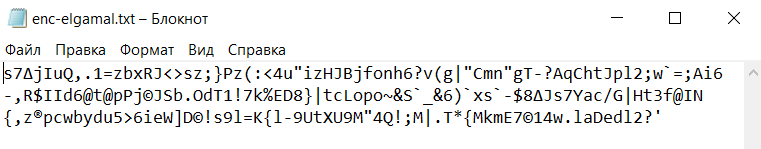 enc-elgamal.txt – Блокнот
Файл Правка Формат Вид Справка
s7ΔjIuQ,.1=zbxRJ<>sz;}Pz(:<4u"izHJBjfonh6?v(g|"Cmn"gT-?AqChtJpl2;w`=;Ai6
-,R$IId6@t@pPj©JSb.OdT1!7k%ED8}|tcLopo~&S`_&6)`xs`-$8ΔJs7Yac/G|Ht3f@IN
{,z®pcwbydu5>6ieW]D©!s9l=K{l-9UtXU9M"4Q!;M|.T*{MkmE7©14w.laDedl2?'